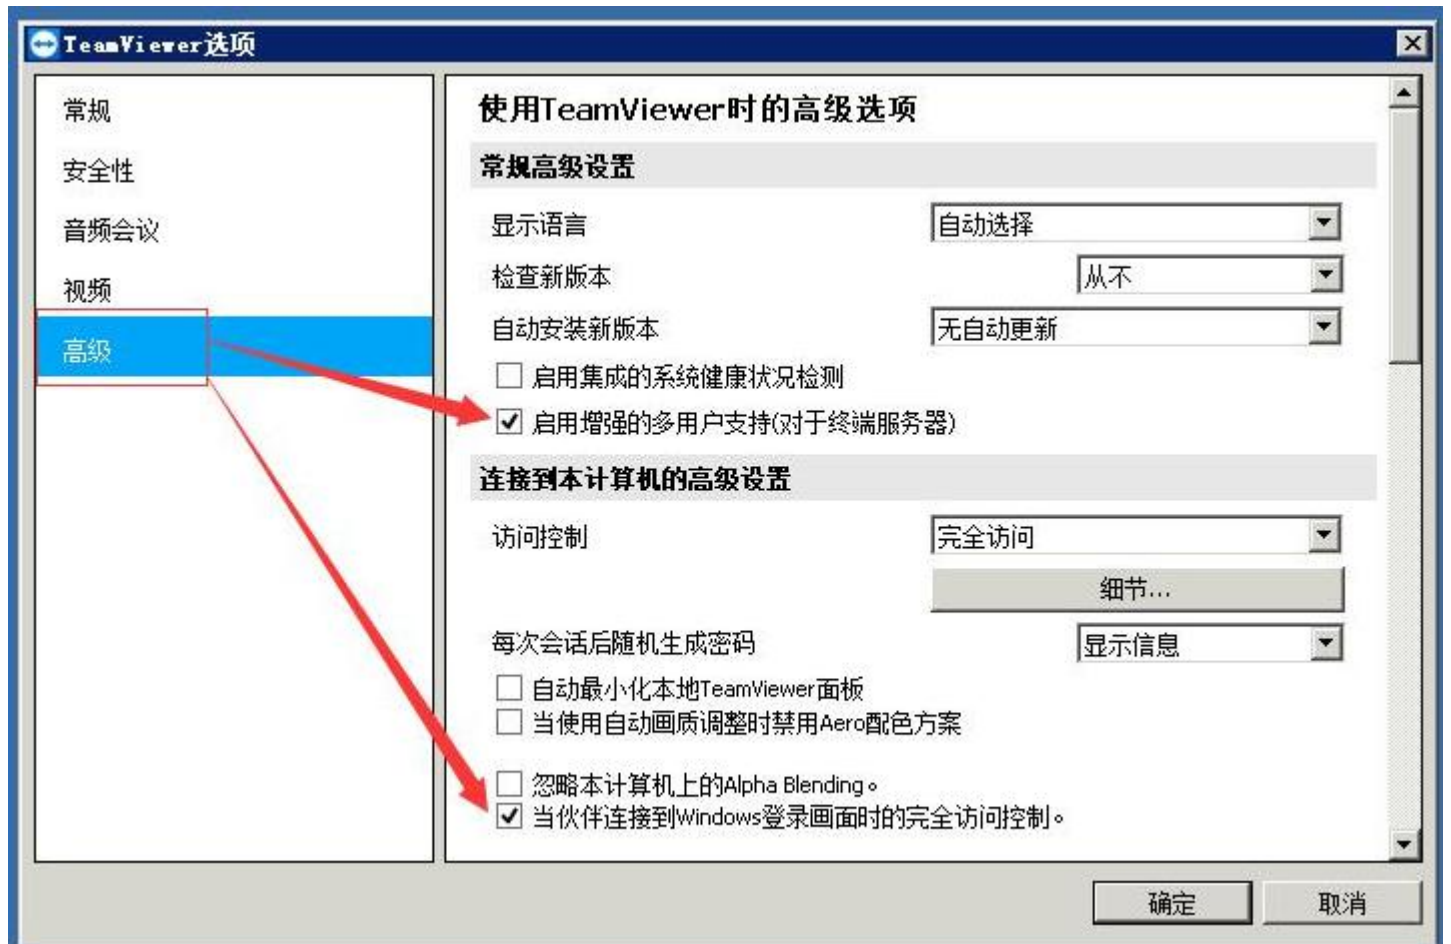 TeamViewer选项
常规
安全性
音频会议
视频
高级
使用TeamViewer时的高级选项
常规高级设置
显示语言 自动选择
检查新版本 从不
自动安装新版本 无自动更新
启用集成的系统健康状况检测
启用增强的多用户支持(对于终端服务器)
连接到本计算机的高级设置
访问控制 完全访问
细节...
每次会话后随机生成密码 显示信息
自动最小化本地TeamViewer面板
当使用自动画质调整时禁用Aero配色方案
忽略本计算机上的Alpha Blending。
当伙伴连接到Windows登录画面时的完全访问控制。
确定 取消